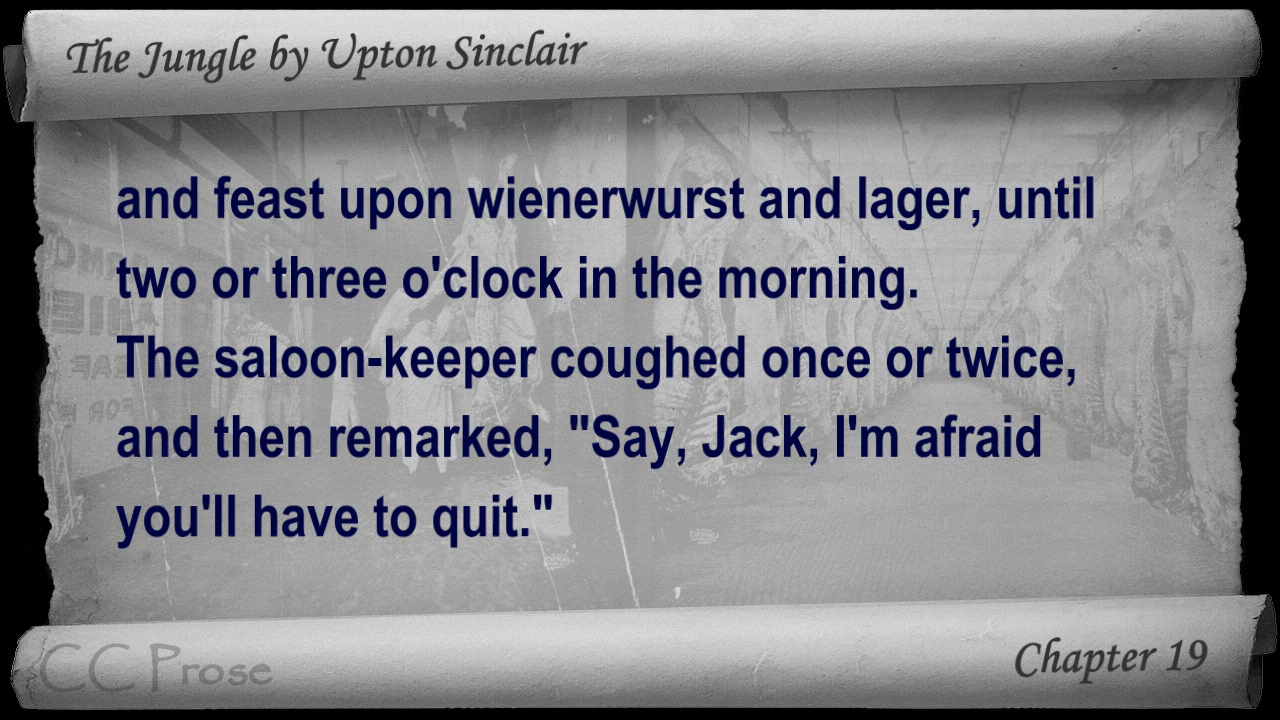 The Jungle by Upton Sinclair
and feast upon wienerwurst and lager, until
two or three o'clock in the morning.
The saloon-keeper coughed once or twice,
and then remarked, "Say, Jack, I'm afraid
you'll have to quit."
CC Prose
Chapter 19